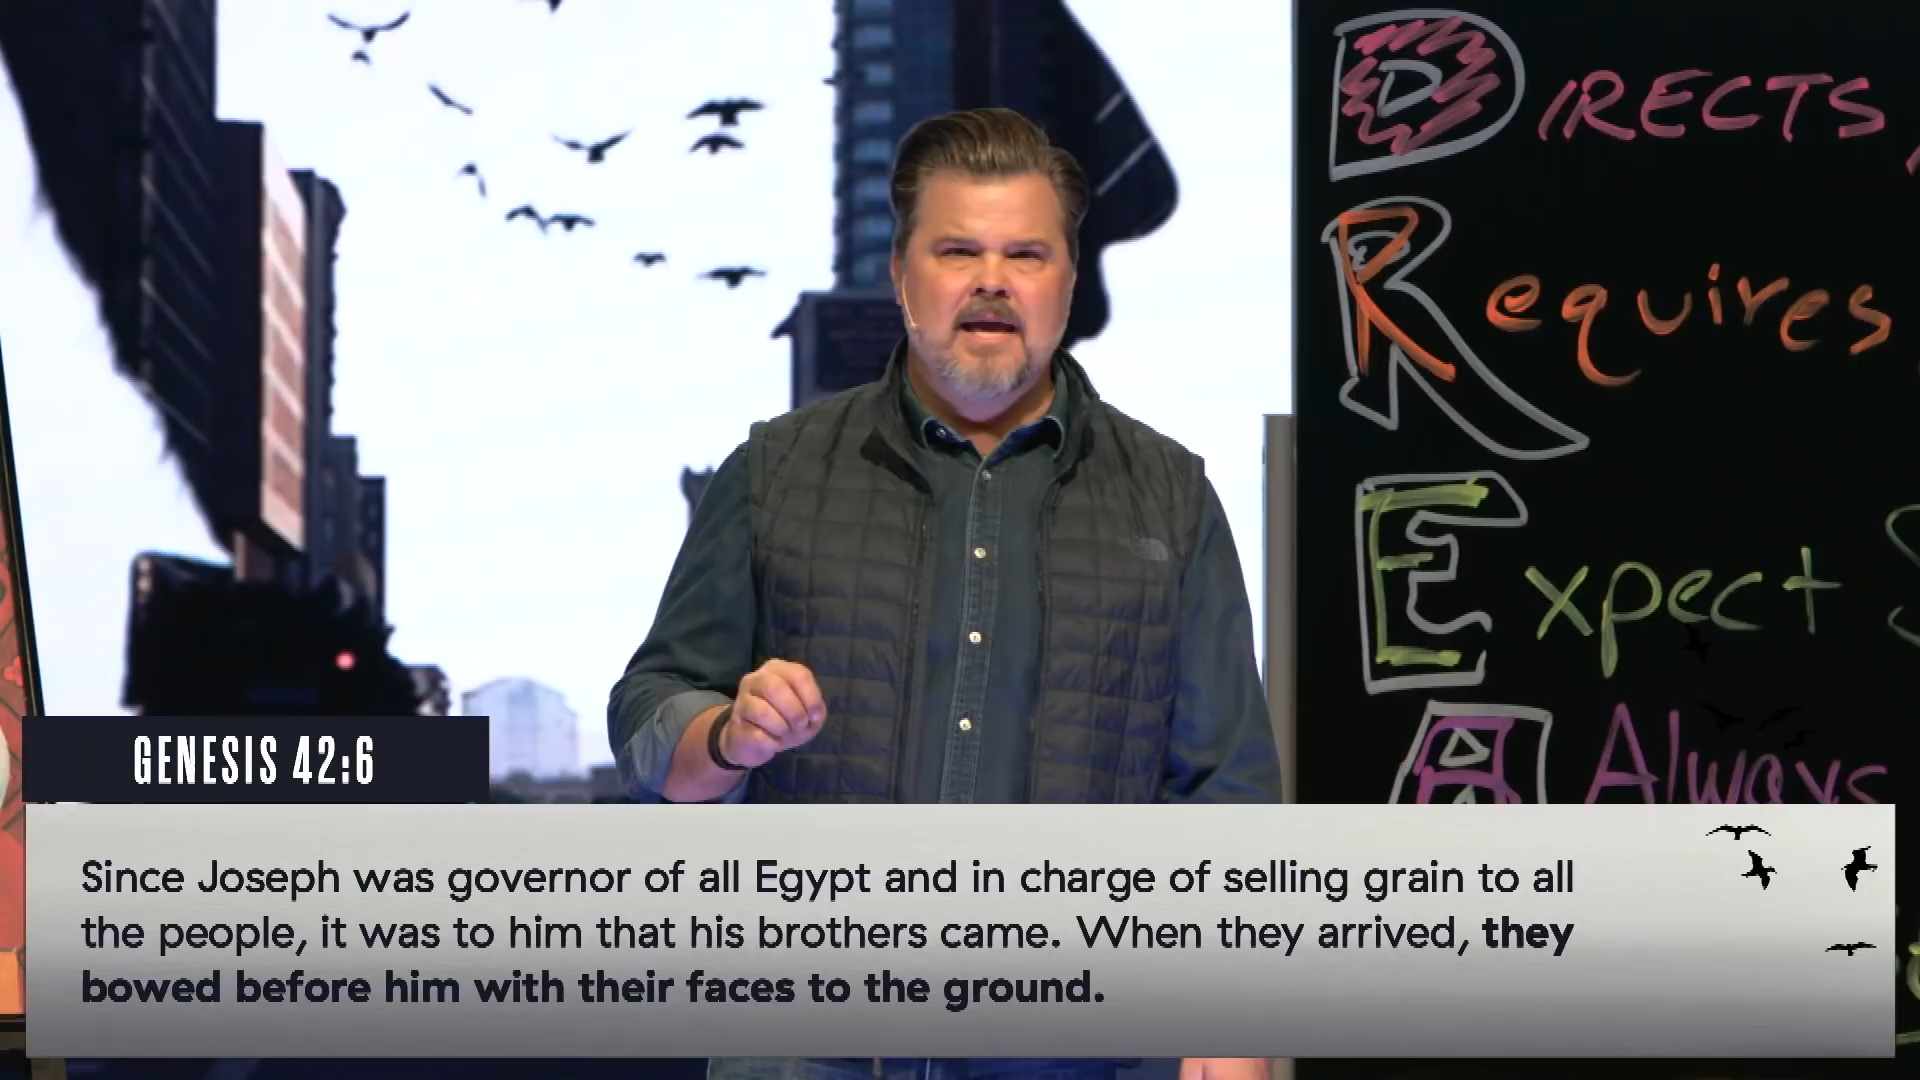 DIRECTS
Requires
Expect S
Always
GENESIS 42:6
Since Joseph was governor of all Egypt and in charge of selling grain to all
the people, it was to him that his brothers came. When they arrived, they
bowed before him with their faces to the ground.